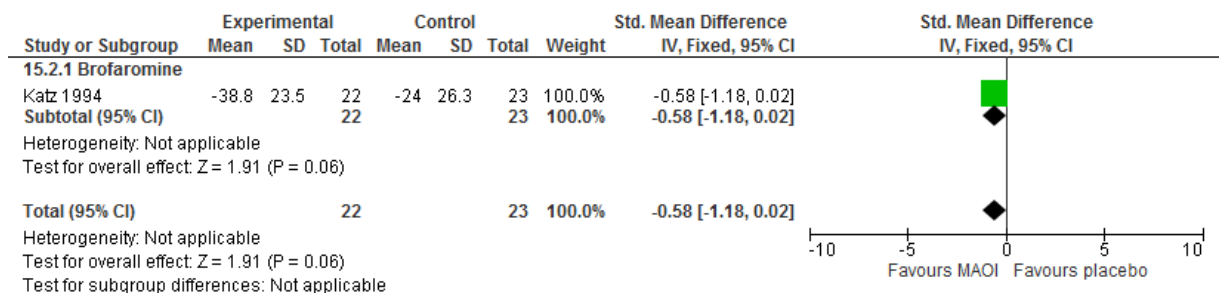 Experimental Control Std. Mean Difference Std. Mean Difference
Study or Subgroup Mean SD Total Mean SD Total Weight IV, Fixed, 95% CI IV, Fixed, 95% CI
15.2.1 Brofaromine
Katz 1994 -38.8 23.5 22 -24 26.3 23 100.0% -0.58 [-1.18, 0.02]
Subtotal (95% CI) 22 23 100.0% -0.58 [-1.18, 0.02]
Heterogeneity: Not applicable
Test for overall effect: Z = 1.91 (P = 0.06)
Total (95% CI) 22 23 100.0% -0.58 [-1.18, 0.02]
Heterogeneity: Not applicable
Test for overall effect: Z = 1.91 (P = 0.06)
Test for subgroup differences: Not applicable
-10 -5 0 5 10
Favours MAOI Favours placebo